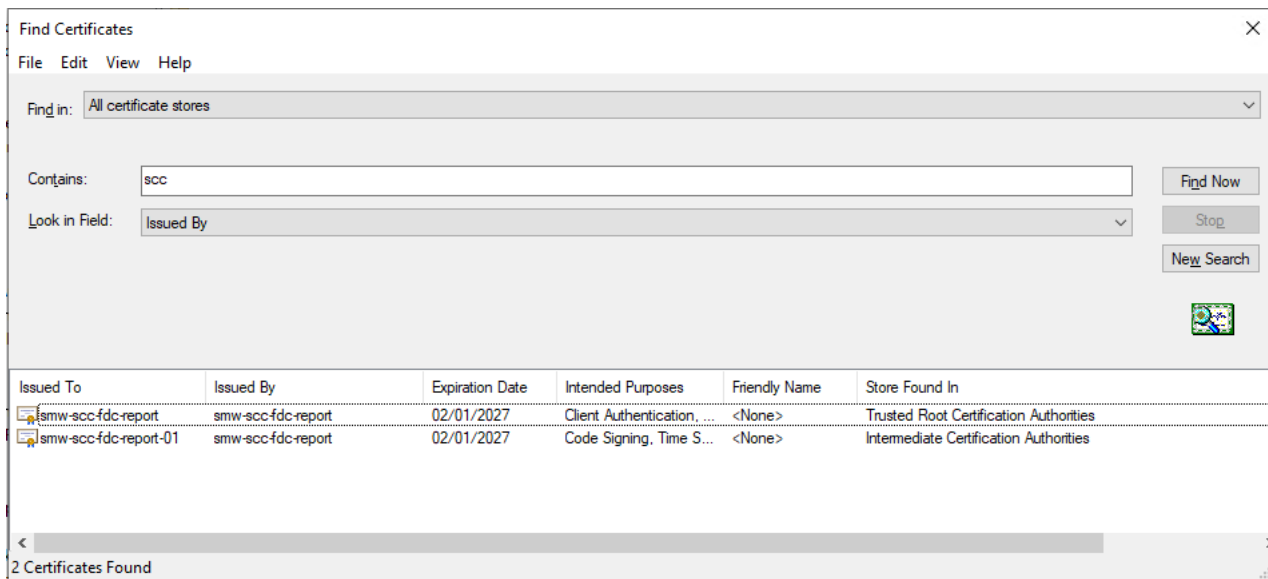 Find Certificates
File Edit View Help
Find in: All certificate stores
Contains: scc
Find Now
Look in Field: Issued By
Stop
New Search
Issued To Issued By Expiration Date Intended Purposes Friendly Name Store Found In
smw-scc-fdc-report smw-scc-fdc-report 02/01/2027 Client Authentication, ... <None> Trusted Root Certification Authorities
smw-scc-fdc-report-01 smw-scc-fdc-report 02/01/2027 Code Signing, Time S... <None> Intermediate Certification Authorities
2 Certificates Found